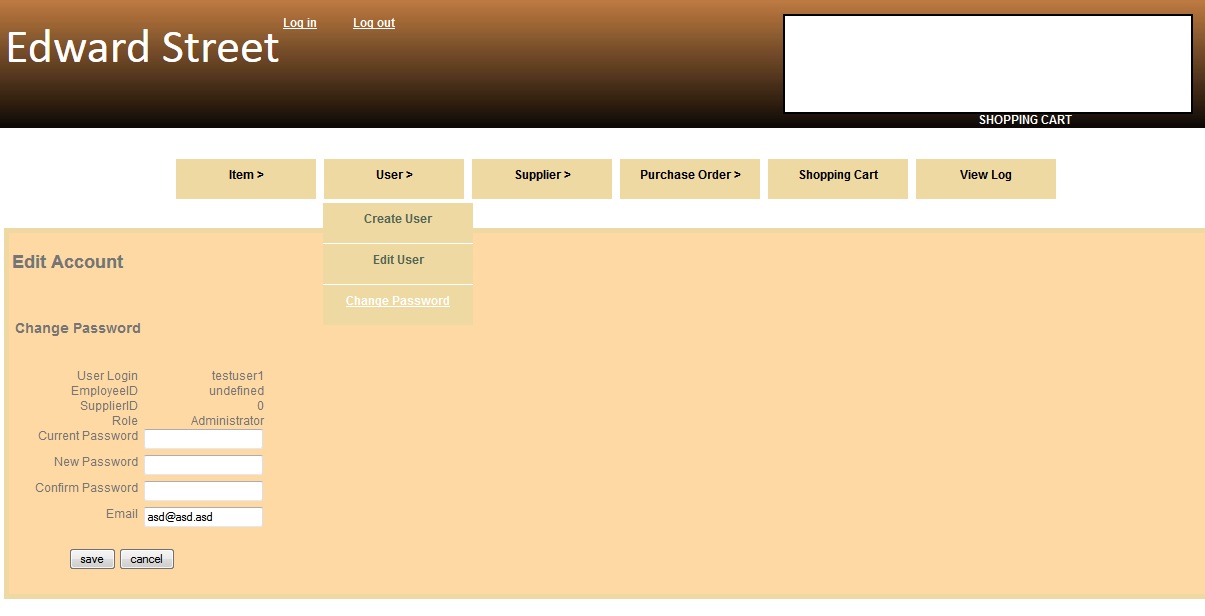 Log in Log out
Edward Street
SHOPPING CART
Item > User > Supplier > Purchase Order > Shopping Cart View Log
Create User
Edit User
Change Password
Edit Account
Change Password
User Login testuser1
EmployeeID undefined
SupplierID 0
Role Administrator
Current Password
New Password
Confirm Password
Email asd@asd.asd
save cancel